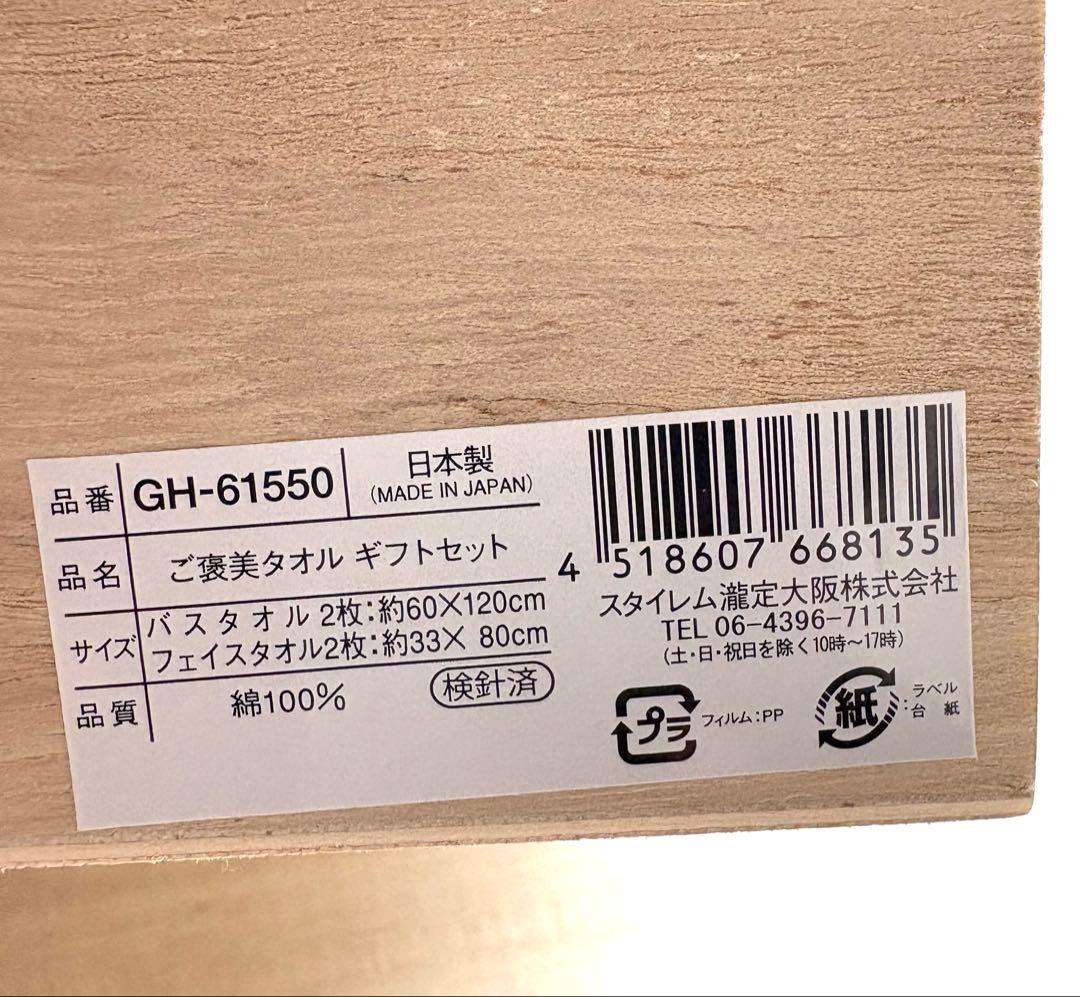 品番 GH-61550 日本製
(MADE IN JAPAN)
品名 ご褒美タオル ギフトセット
サイズ バスタオル 2枚:約60×120cm
フェイスタオル2枚:約33× 80cm
品質 綿100% 検針済
4 518607 668135
スタイレム瀧定大阪株式会社
TEL 06-4396-7111
(土・日・祝日を除く10時〜17時)
プラ フィルム:PP
紙 :ラベル
台紙